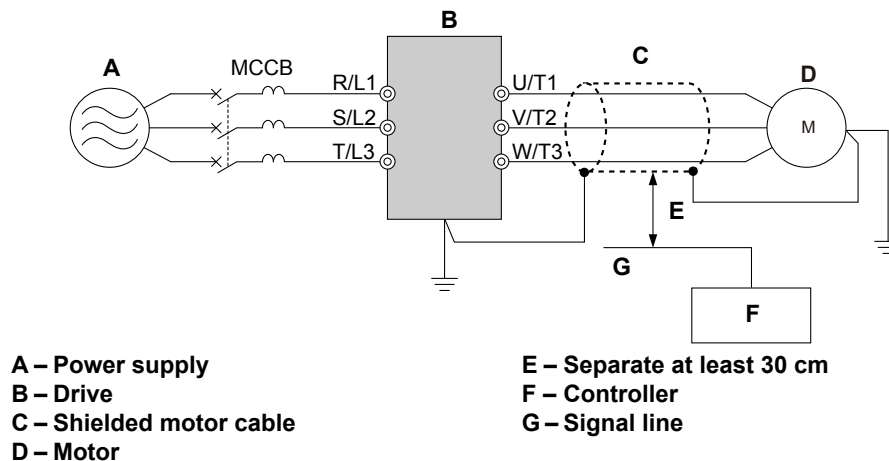 B
A
MCCB
R/L1
U/T1
C
D
S/L2
V/T2
M
T/L3
W/T3
E
G
F
A – Power supply
B – Drive
C – Shielded motor cable
D – Motor
E – Separate at least 30 cm
F – Controller
G – Signal line